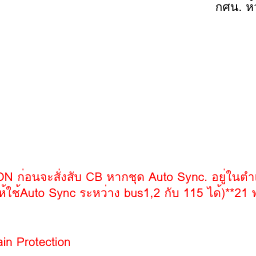 กศน. หา
ON ก่อนจะสั่งสับ CB หากชุด Auto Sync. อยู่ในตำแ
ห้ใช้Auto Sync ระหว่าง bus1,2 กับ 115 ได้)**21 พ
ain Protection